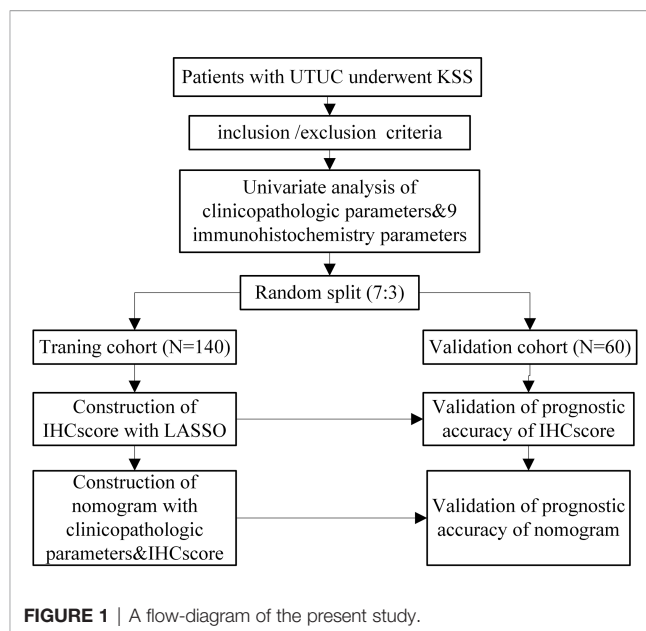 Patients with UTUC underwent KSS
inclusion /exclusion criteria
Univariate analysis of
clinicopathologic parameters&9
immunohistochemistry parameters
Random split (7:3)
Traning cohort (N=140)
Validation cohort (N=60)
Construction of
IHCscore with LASSO
Validation of prognostic
accuracy of IHCscore
Construction of
nomogram with
clinicopathologic
parameters&IHCscore
Validation of prognostic
accuracy of nomogram
FIGURE 1 | A flow-diagram of the present study.